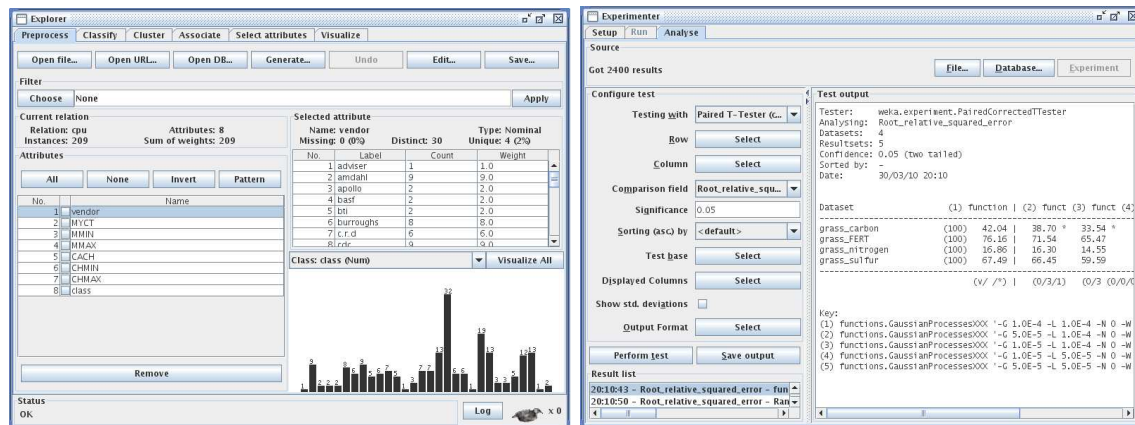 Explorer
Preprocess Classify Cluster Associate Select attributes Visualize
Open file... Open URL... Open DB... Generate... Undo Edit... Save...
Filter
Choose None Apply
Current relation
Relation: cpu Attributes: 8
Instances: 209 Sum of weights: 209
Attributes
All None Invert Pattern
No. Name
1 vendor
2 MYCT
3 MMIN
4 MMAX
5 CACH
6 CHMIN
7 CHMAX
8 class
Remove
Selected attribute
Name: vendor Type: Nominal
Missing: 0 (0%) Distinct: 30 Unique: 4 (2%)
No. Label Count Weight
1 adviser 1 1.0
2 amdahl 9 9.0
3 apollo 2 2.0
4 basf 2 2.0
5 bti 2 2.0
6 burroughs 8 8.0
7 c.r.d 6 6.0
8 cdc 9 9.0
Class: class (Num) Visualize All
Status
OK
Log x 0
Experimenter
Setup Run Analyse
Source
Got 2400 results File... Database... Experiment
Configure test
Testing with Paired T-Tester (c...
Row Select
Column Select
Comparison field Root_relative_squ...
Significance 0.05
Sorting (asc.) by <default>
Test base Select
Displayed Columns Select
Show std. deviations
Output Format Select
Perform test Save output
Result list
20:10:43 - Root_relative_squared_error - fun
20:10:50 - Root_relative_squared_error - Ran
Test output
Tester: weka.experiment.PairedCorrectedTTester
Analysing: Root_relative_squared_error
Datasets: 4
Resultsets: 5
Confidence: 0.05 (two tailed)
Sorted by: -
Date: 30/03/10 20:10
Dataset (1) function | (2) funct (3) funct (4)
grass_carbon (100) 42.04 | 38.70 * 33.54 *
grass_FERT (100) 76.16 | 71.54 65.47
grass_nitrogen (100) 16.86 | 16.30 14.55
grass_sulfur (100) 67.49 | 66.45 59.59
(v/ /*) | (0/3/1) (0/3 (0/0/0
Key:
(1) functions.GaussianProcessesXXX '-G 1.0E-4 -L 1.0E-4 -N 0 -W
(2) functions.GaussianProcessesXXX '-G 5.0E-5 -L 1.0E-4 -N 0 -W
(3) functions.GaussianProcessesXXX '-G 1.0E-5 -L 1.0E-4 -N 0 -W
(4) functions.GaussianProcessesXXX '-G 1.0E-5 -L 5.0E-5 -N 0 -W
(5) functions.GaussianProcessesXXX '-G 5.0E-5 -L 5.0E-5 -N 0 -W